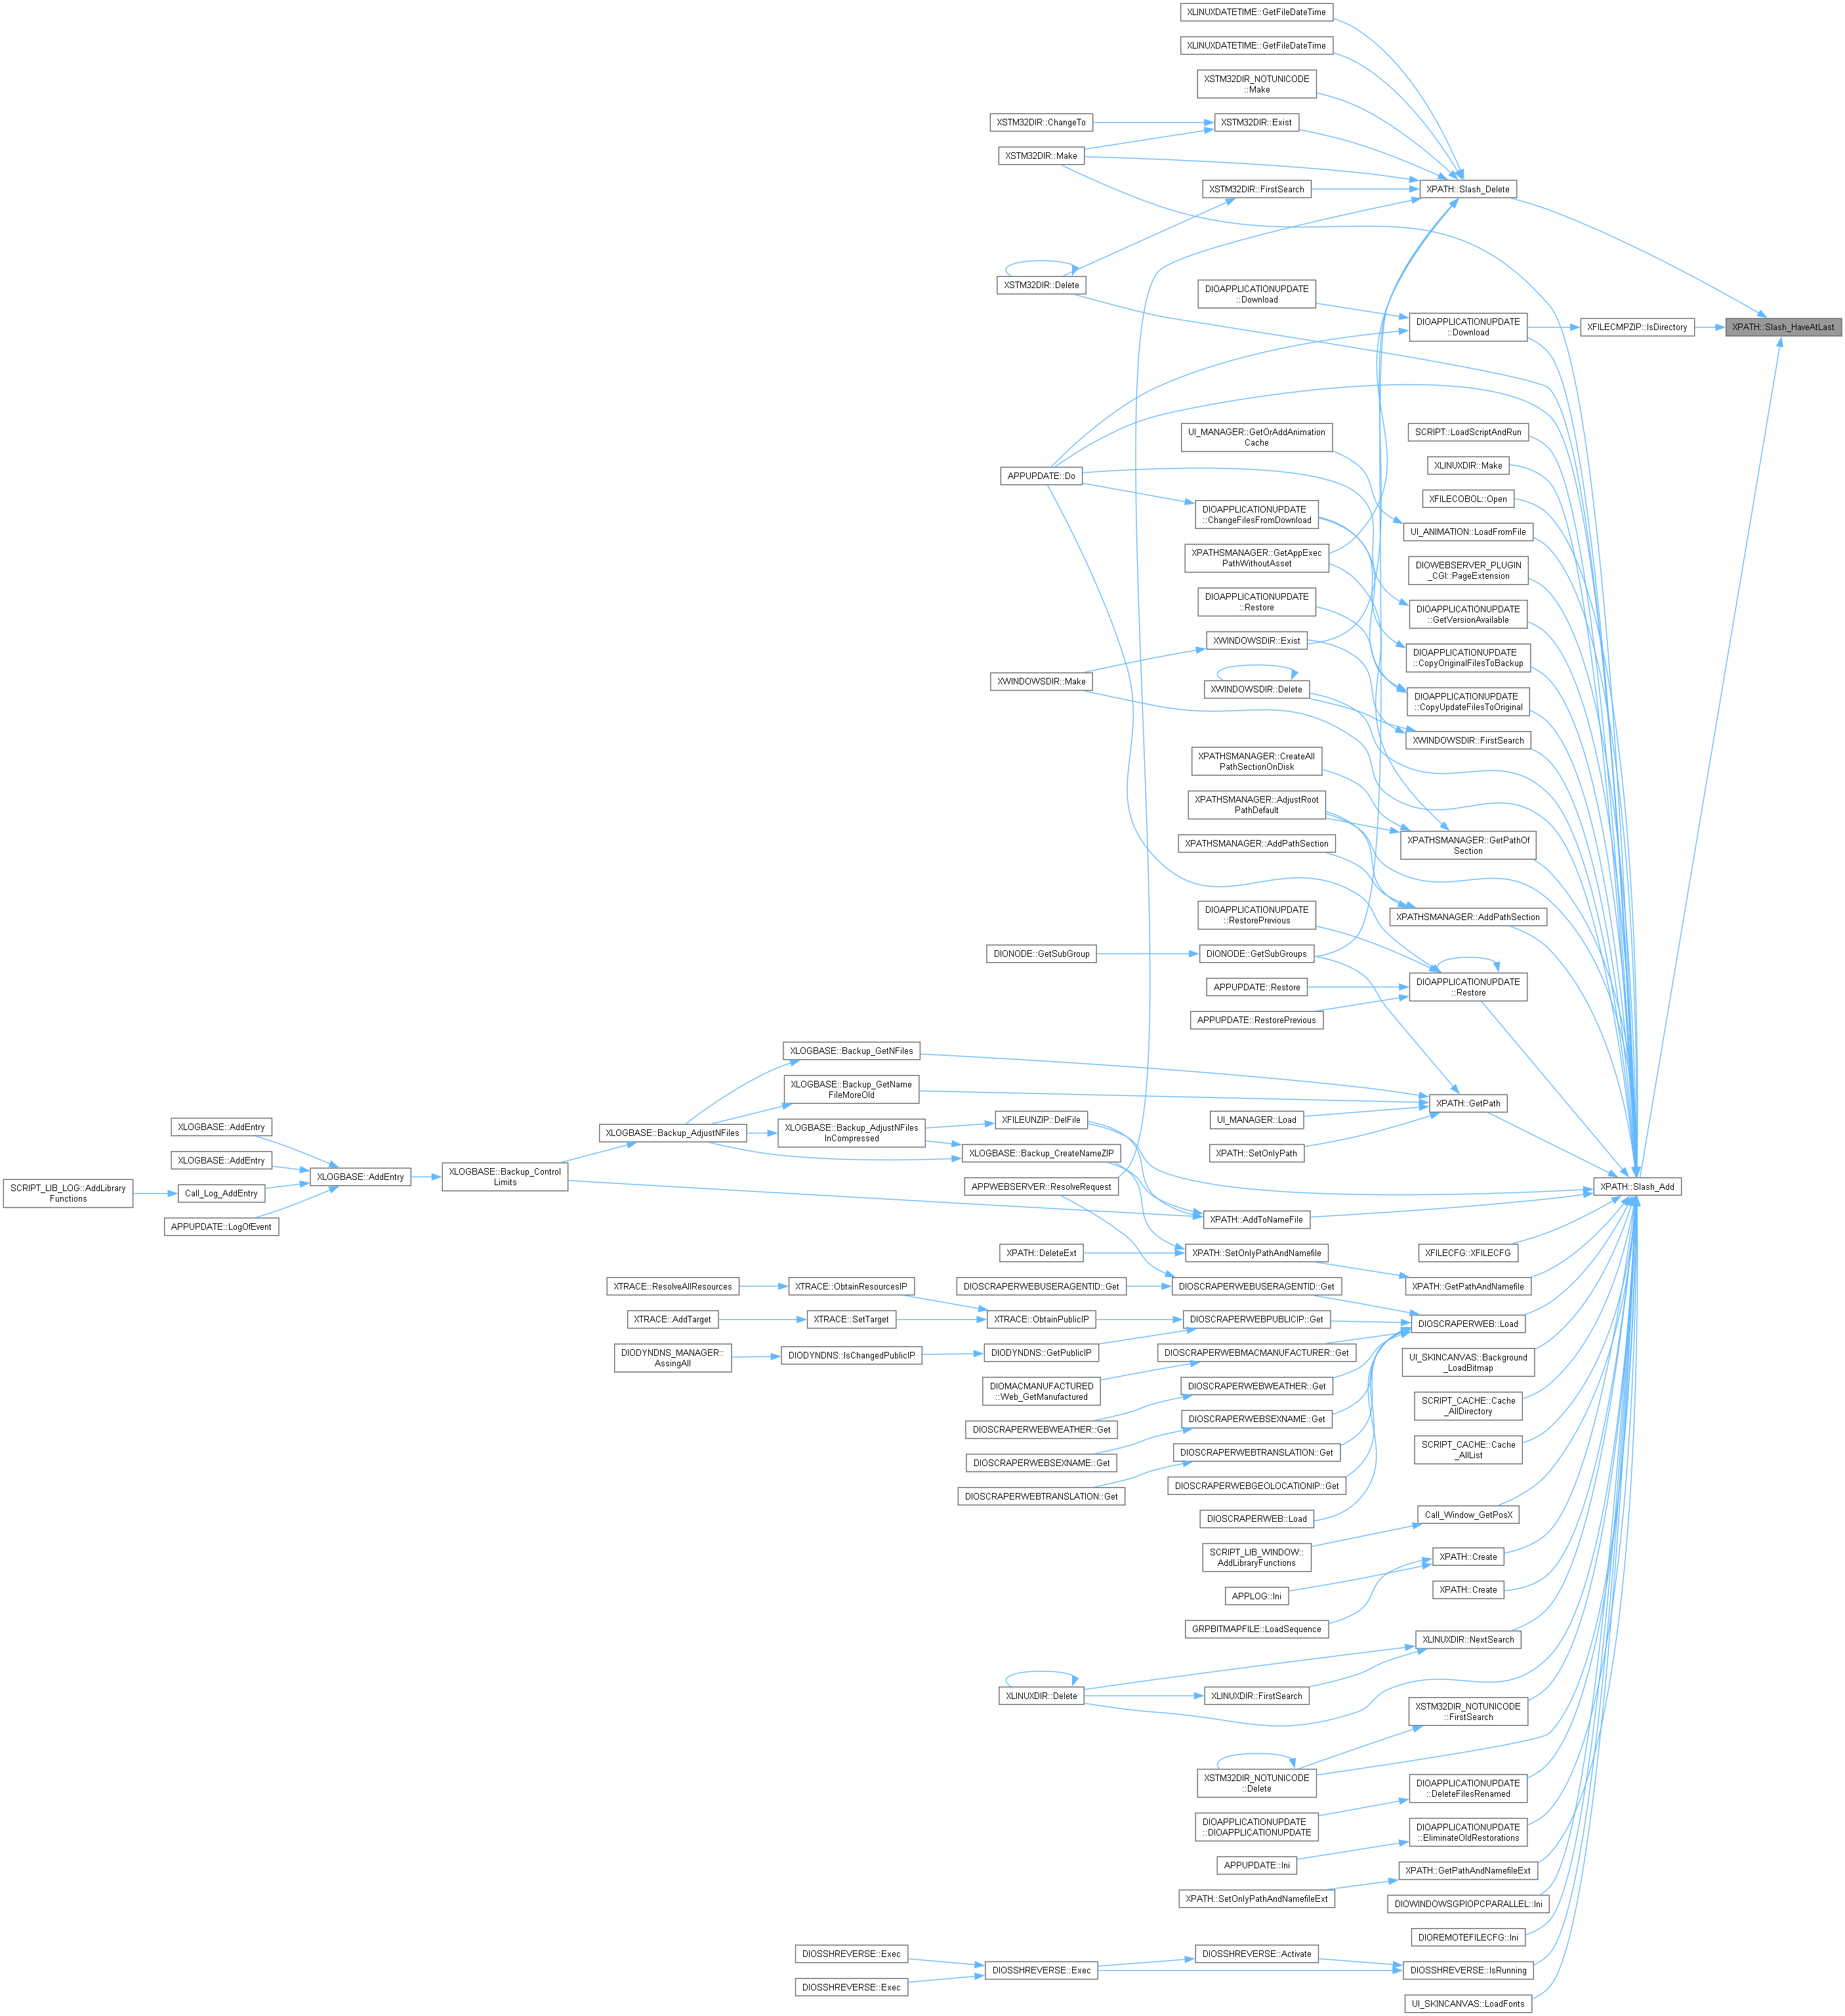 XLINUXDATETIME::GetFileDateTime
XLINUXDATETIME::GetFileDateTime
XSTM32DIR_NOTUNICODE
::Make
XSTM32DIR::ChangeTo
XSTM32DIR::Exist
XSTM32DIR::Make
XSTM32DIR::FirstSearch
XPATH::Slash_Delete
XSTM32DIR::Delete
DIOAPPLICATIONUPDATE
::Download
DIOAPPLICATIONUPDATE
::Download
XFILECMPZIP::IsDirectory
XPATH::Slash_HaveAtLast
UI_MANAGER::GetOrAddAnimation
Cache
SCRIPT::LoadScriptAndRun
XLINUXDIR::Make
APPUPDATE::Do
XFILECOBOL::Open
DIOAPPLICATIONUPDATE
::ChangeFilesFromDownload
UI_ANIMATION::LoadFromFile
XPATHSMANAGER::GetAppExec
PathWithoutAsset
DIOWEBSERVER_PLUGIN
_CGI::PageExtension
DIOAPPLICATIONUPDATE
::Restore
DIOAPPLICATIONUPDATE
::GetVersionAvailable
XWINDOWSDIR::Exist
DIOAPPLICATIONUPDATE
::CopyOriginalFilesToBackup
XWINDOWSDIR::Make
XWINDOWSDIR::Delete
DIOAPPLICATIONUPDATE
::CopyUpdateFilesToOriginal
XWINDOWSDIR::FirstSearch
XPATHSMANAGER::CreateAll
PathSectionOnDisk
XPATHSMANAGER::AdjustRoot
PathDefault
XPATHSMANAGER::AddPathSection
XPATHSMANAGER::GetPathOf
Section
DIOAPPLICATIONUPDATE
::RestorePrevious
XPATHSMANAGER::AddPathSection
DIONODE::GetSubGroup
DIONODE::GetSubGroups
APPUPDATE::Restore
DIOAPPLICATIONUPDATE
::Restore
APPUPDATE::RestorePrevious
XLOGBASE::Backup_GetNFiles
XLOGBASE::Backup_GetName
FileMoreOld
XPATH::GetPath
XLOGBASE::AddEntry
XLOGBASE::Backup_AdjustNFiles
XLOGBASE::Backup_AdjustNFiles
InCompressed
XFILEUNZIP::DelFile
UI_MANAGER::Load
XLOGBASE::AddEntry
XLOGBASE::Backup_CreateNameZIP
XPATH::SetOnlyPath
SCRIPT_LIB_LOG::AddLibrary
Functions
Call_Log_AddEntry
XLOGBASE::AddEntry
XLOGBASE::Backup_Control
Limits
APPWEBSERVER::ResolveRequest
XPATH::Slash_Add
APPUPDATE::LogOfEvent
XPATH::AddToNameFile
XPATH::DeleteExt
XPATH::SetOnlyPathAndNamefile
XFILECFG::XFILECFG
XTRACE::ResolveAllResources
XTRACE::ObtainResourcesIP
DIOSCRAPERWEBUSERAGENTID::Get
DIOSCRAPERWEBUSERAGENTID::Get
XPATH::GetPathAndNamefile
XTRACE::AddTarget
XTRACE::SetTarget
XTRACE::ObtainPublicIP
DIOSCRAPERWEBPUBLICIP::Get
DIOSCRAPERWEB::Load
DIODYNDNS_MANAGER::
AssingAll
DIODYNDNS::IsChangedPublicIP
DIODYNDNS::GetPublicIP
DIOSCRAPERWEBMACMANUFACTURER::Get
UI_SKINCANVAS::Background
_LoadBitmap
DIOMACMANUFACTURED
::Web_GetManufactured
DIOSCRAPERWEBWEATHER::Get
SCRIPT_CACHE::Cache
_AllDirectory
DIOSCRAPERWEBWEATHER::Get
DIOSCRAPERWEBSEXNAME::Get
SCRIPT_CACHE::Cache
_AllList
DIOSCRAPERWEBSEXNAME::Get
DIOSCRAPERWEBTRANSLATION::Get
DIOSCRAPERWEBTRANSLATION::Get
DIOSCRAPERWEBGEOLOCATIONIP::Get
DIOSCRAPERWEB::Load
Call_Window_GetPosX
SCRIPT_LIB_WINDOW::
AddLibraryFunctions
XPATH::Create
APPLOG::Ini
XPATH::Create
GRPBITMAPFILE::LoadSequence
XLINUXDIR::NextSearch
XLINUXDIR::Delete
XLINUXDIR::FirstSearch
XSTM32DIR_NOTUNICODE
::FirstSearch
XSTM32DIR_NOTUNICODE
::Delete
DIOAPPLICATIONUPDATE
::DeleteFilesRenamed
DIOAPPLICATIONUPDATE
::DIOAPPLICATIONUPDATE
DIOAPPLICATIONUPDATE
::EliminateOldRestorations
APPUPDATE::Ini
XPATH::GetPathAndNamefileExt
XPATH::SetOnlyPathAndNamefileExt
DIOWINDOWSGPIOPCPARALLEL::Ini
DIOREMOTEFILECFG::Ini
DIOSSHREVERSE::Exec
DIOSSHREVERSE::Activate
DIOSSHREVERSE::Exec
DIOSSHREVERSE::IsRunning
DIOSSHREVERSE::Exec
UI_SKINCANVAS::LoadFonts